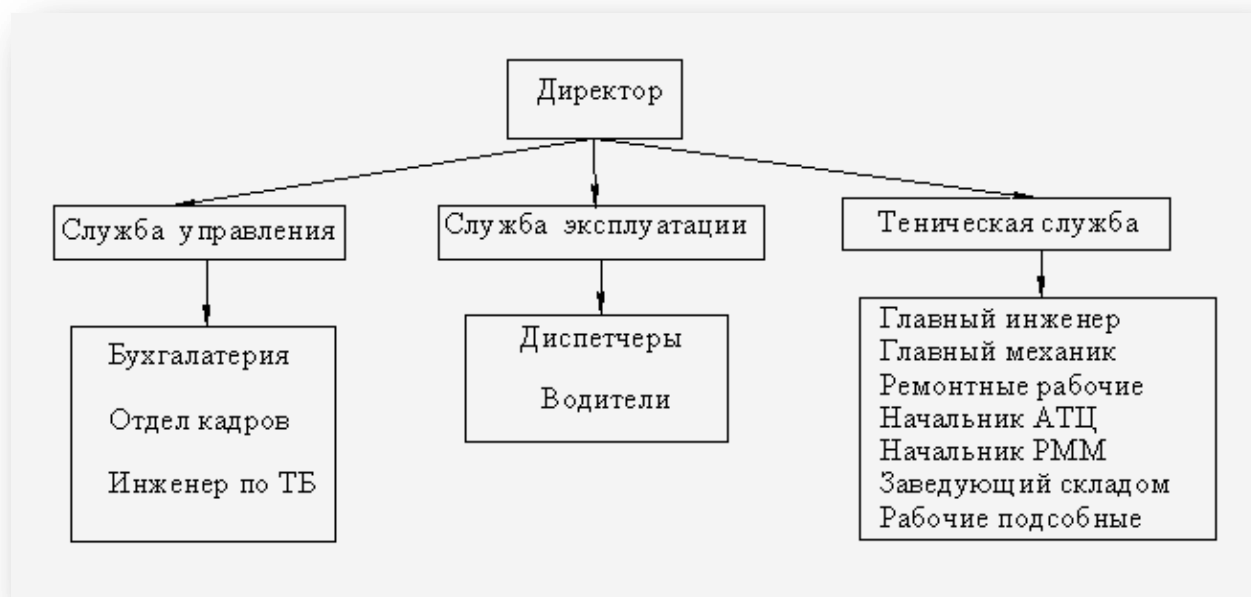 Директор
Служба управления
Служба эксплуатации
Теническая служба
Бухгалатерия
Отдел кадров
Инженер по ТБ
Диспетчеры
Водители
Главный инженер
Главный механик
Ремонтные рабочие
Начальник АТЦ
Начальник РММ
Заведующий складом
Рабочие подсобные